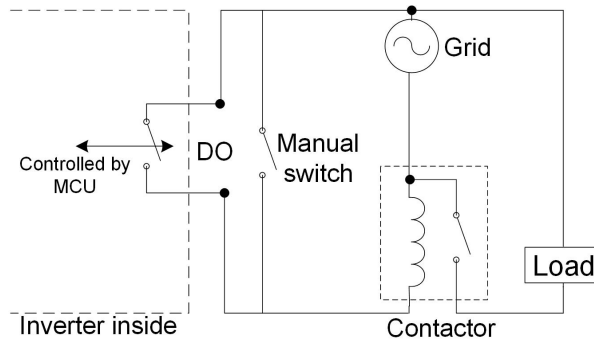 Grid
Controlled by
MCU
DO
Manual
switch
Load
Inverter inside
Contactor